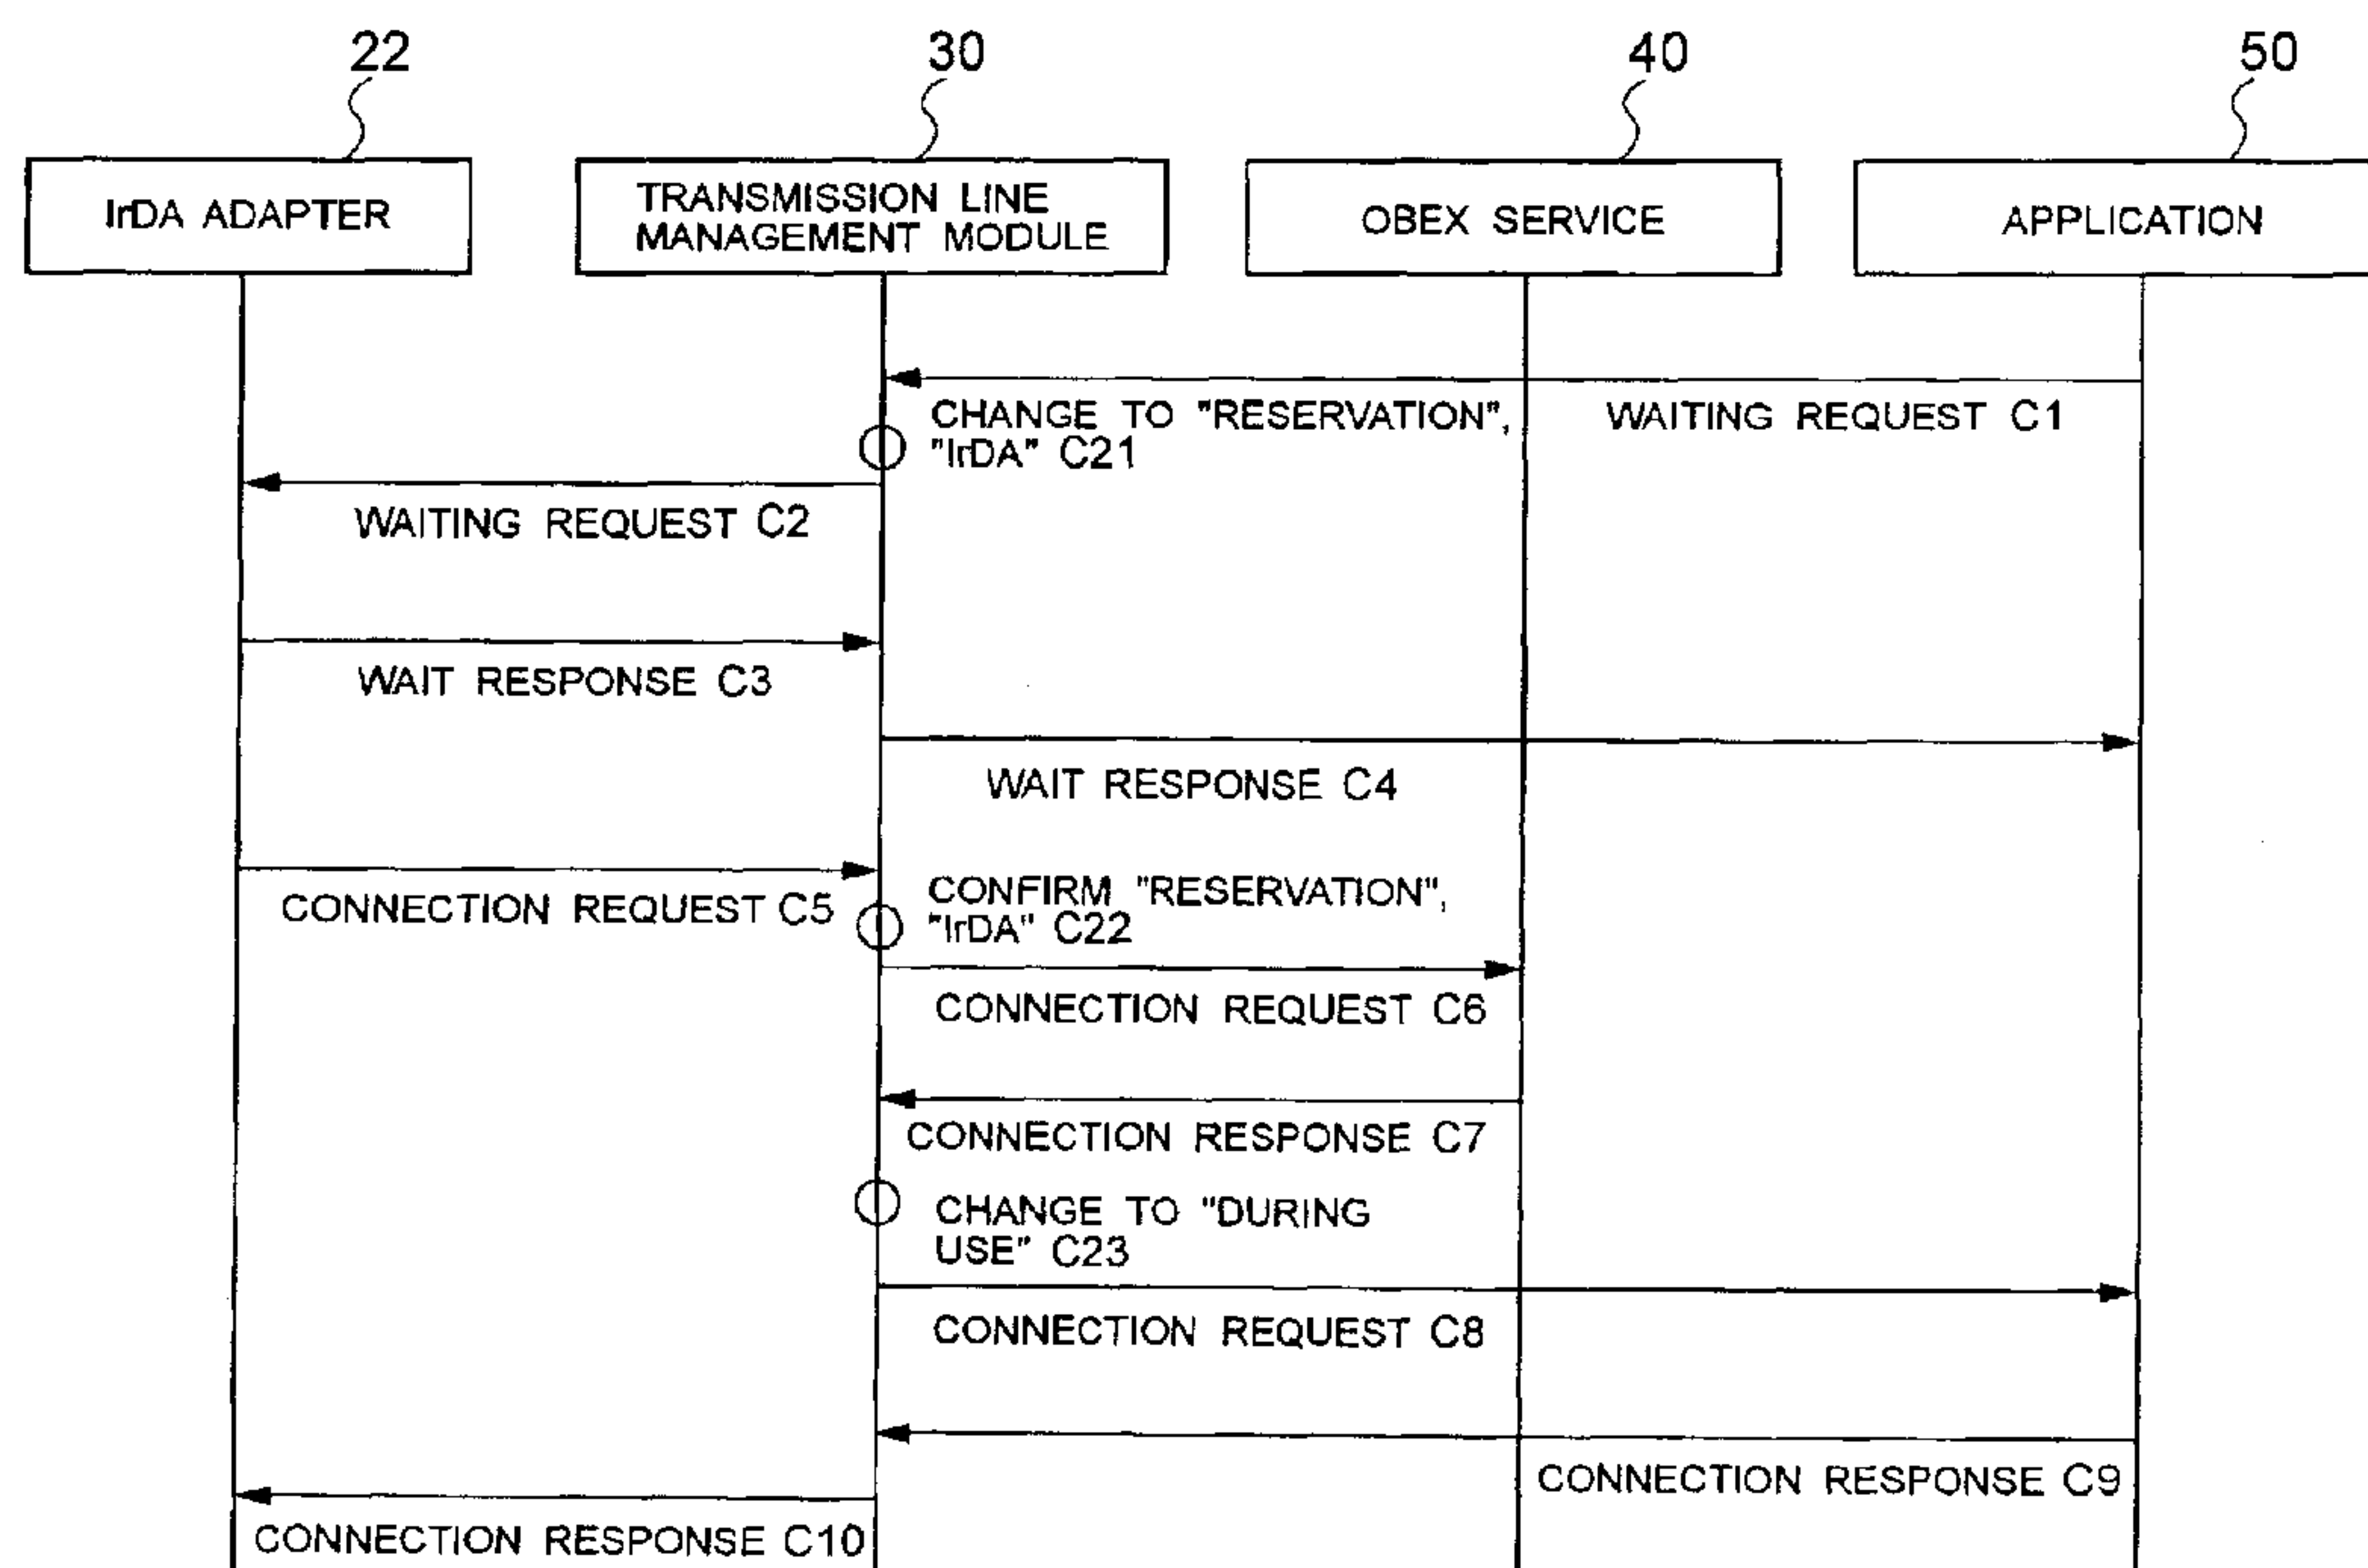 22
30
40
50
IrDA ADAPTER
TRANSMISSION LINE
MANAGEMENT MODULE
OBEX SERVICE
APPLICATION
CHANGE TO "RESERVATION",
"IrDA" C21
WAITING REQUEST C1
WAITING REQUEST C2
WAIT RESPONSE C3
WAIT RESPONSE C4
CONNECTION REQUEST C5
CONFIRM "RESERVATION",
"IrDA" C22
CONNECTION REQUEST C6
CONNECTION RESPONSE C7
CHANGE TO "DURING
USE" C23
CONNECTION REQUEST C8
CONNECTION RESPONSE C9
CONNECTION RESPONSE C10